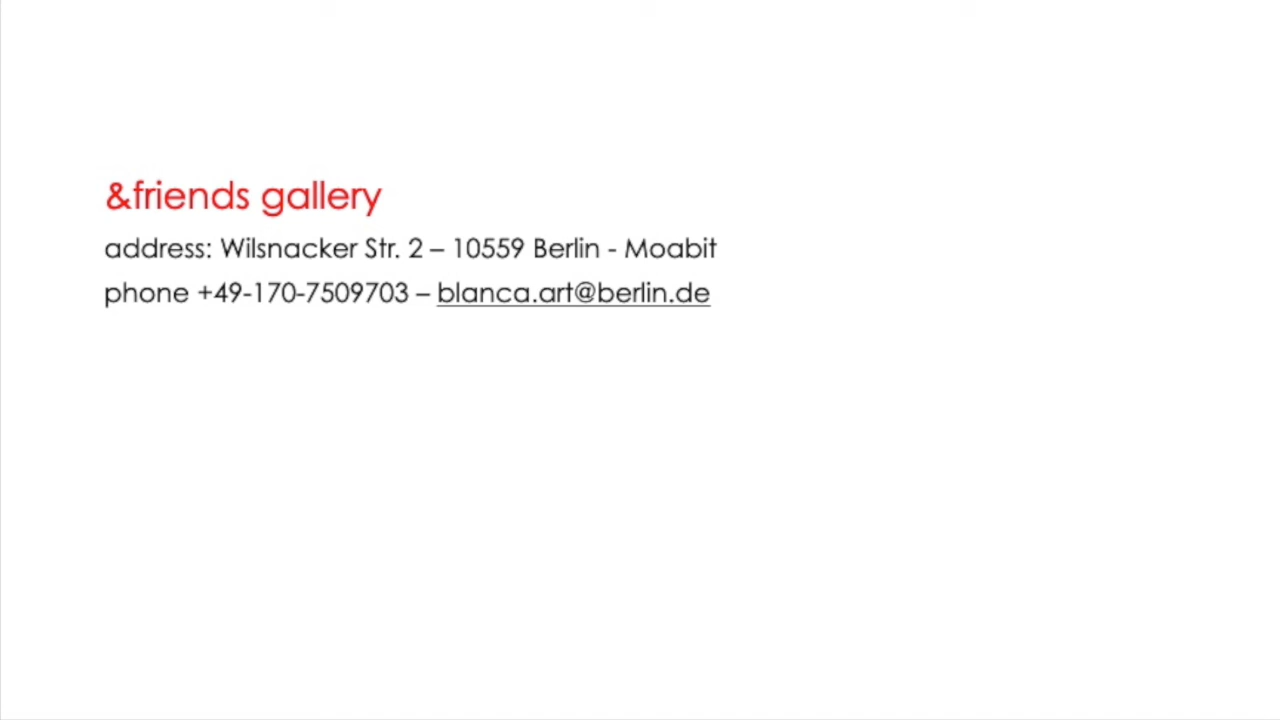 &friends gallery
address: Wilsnacker Str. 2 – 10559 Berlin - Moabit
phone +49-170-7509703 – blanca.art@berlin.de